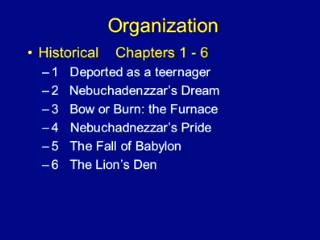 Organization
• Historical Chapters 1 - 6
– 1 Deported as a teenager
– 2 Nebuchadenzzar's Dream
– 3 Bow or Burn: the Furnace
– 4 Nebuchadnezzar's Pride
– 5 The Fall of Babylon
– 6 The Lion's Den